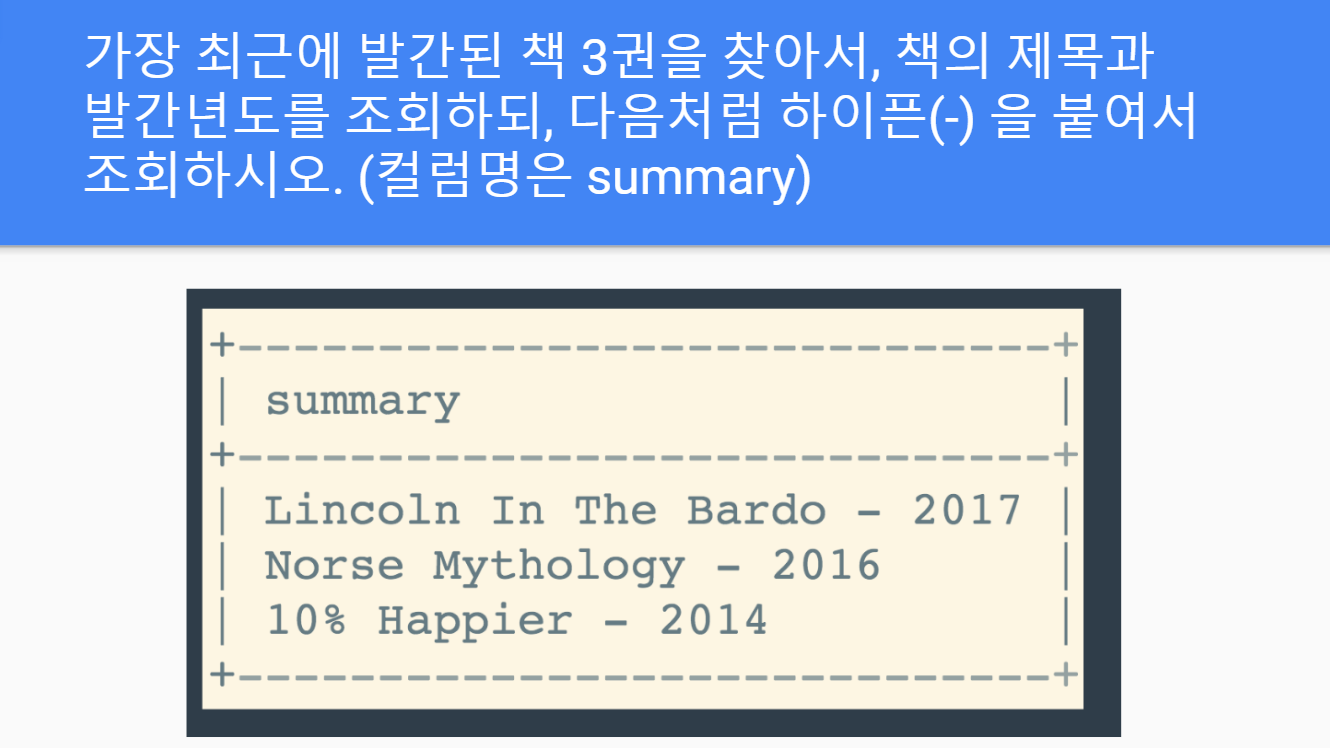 가장 최근에 발간된 책 3권을 찾아서, 책의 제목과
발간년도를 조회하되, 다음처럼 하이픈(-) 을 붙여서
조회하시오. (컬럼명은 summary)
+-----------------------------+
| summary                     |
+-----------------------------+
| Lincoln In The Bardo - 2017 |
| Norse Mythology - 2016      |
| 10% Happier - 2014          |
+-----------------------------+